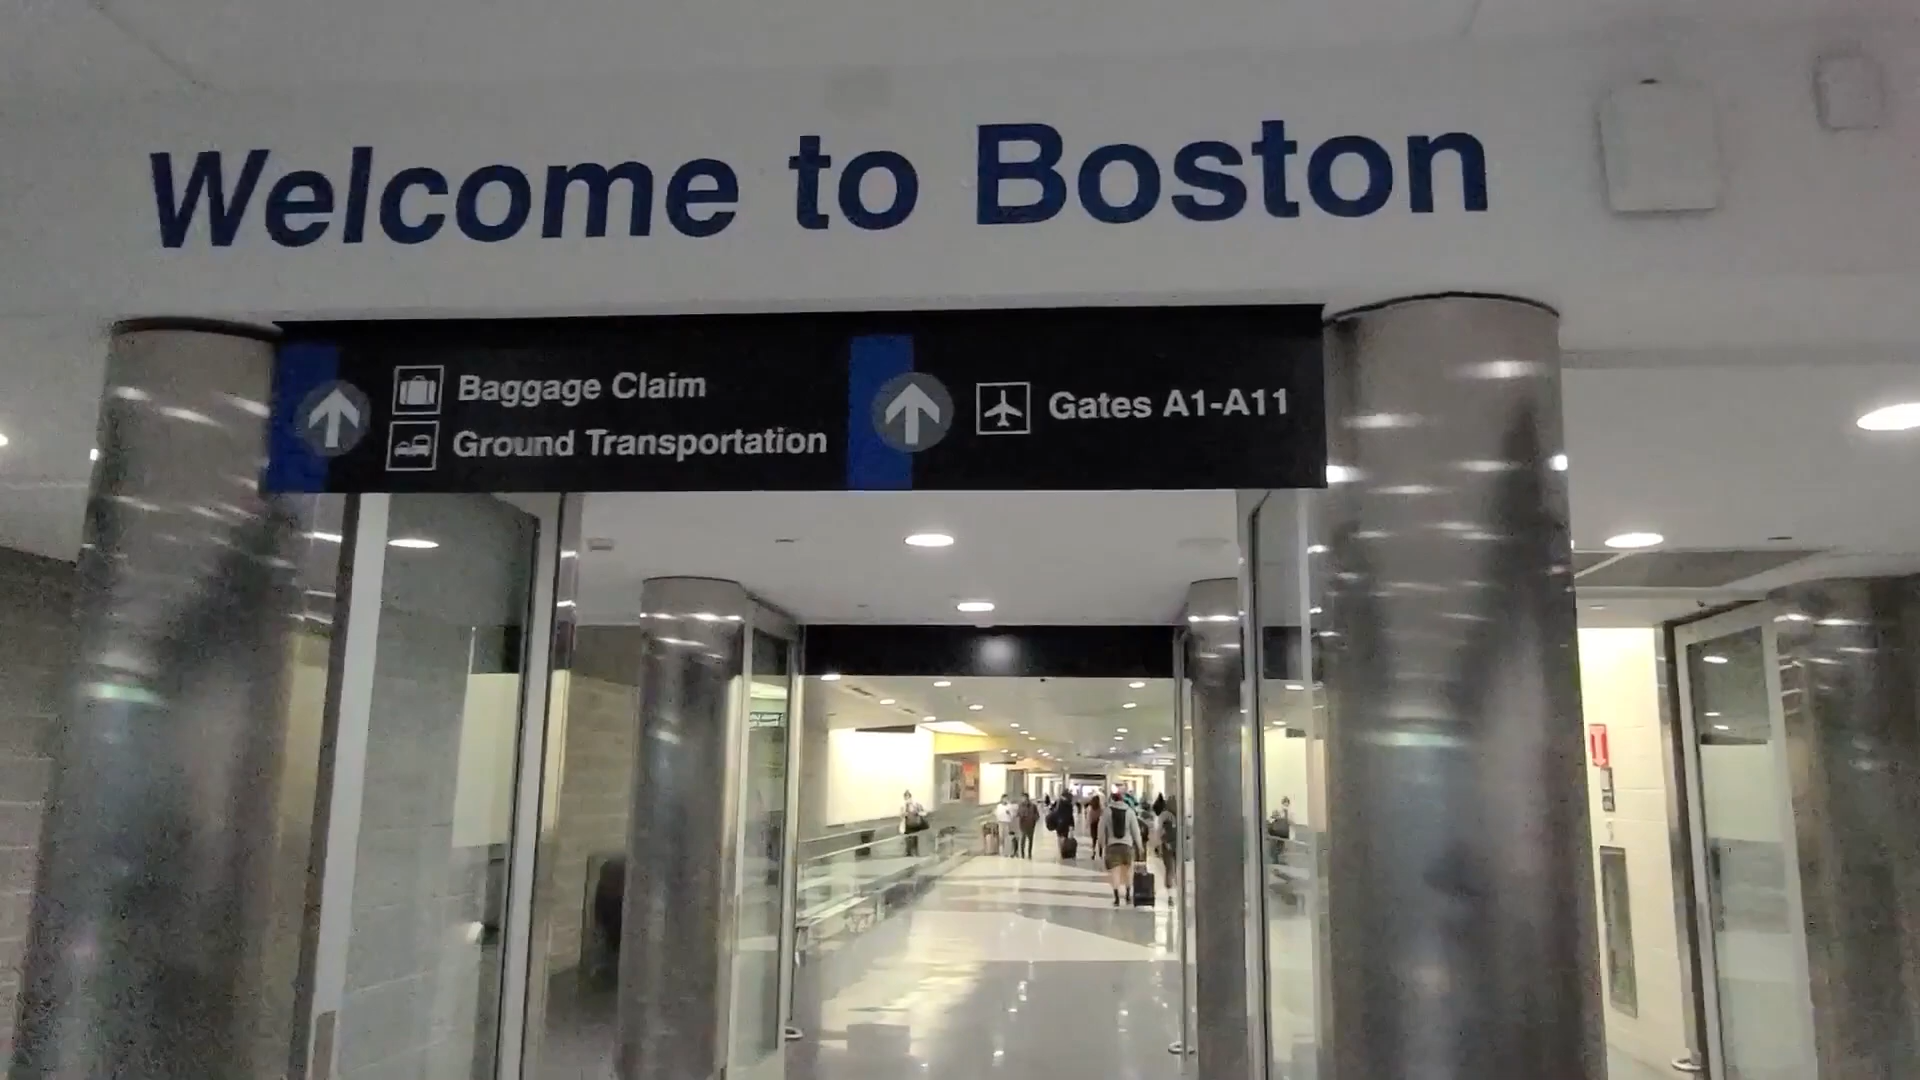 Welcome to Boston
Baggage Claim
Ground Transportation
Gates A1-A11